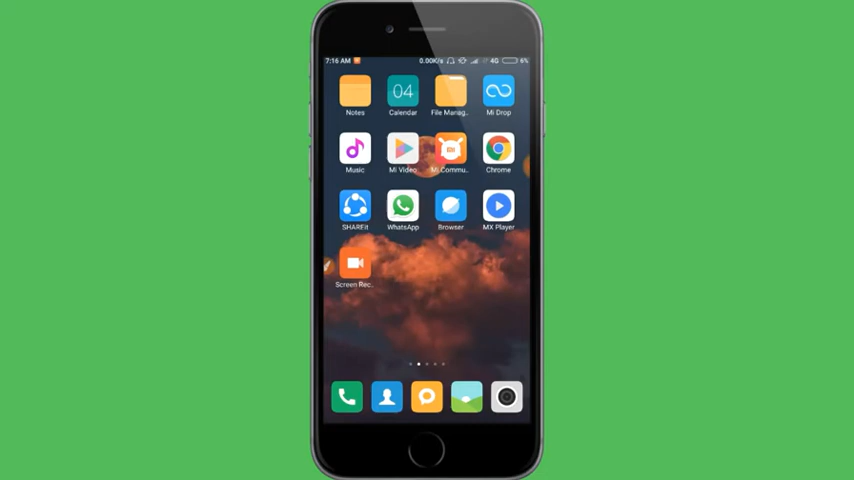 7:16 AM 0.00K/s 4G 6%
04
Notes Calendar File Manag.. Mi Drop
MI
Music Mi Video Mi Commu.. Chrome
SHAREit WhatsApp Browser MX Player
Screen Rec..